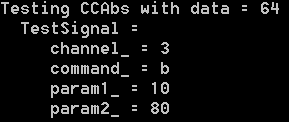 Testing CCAbs with data = 64
TestSignal =
channel_ = 3
command_ = b
param1_ = 10
param2_ = 80